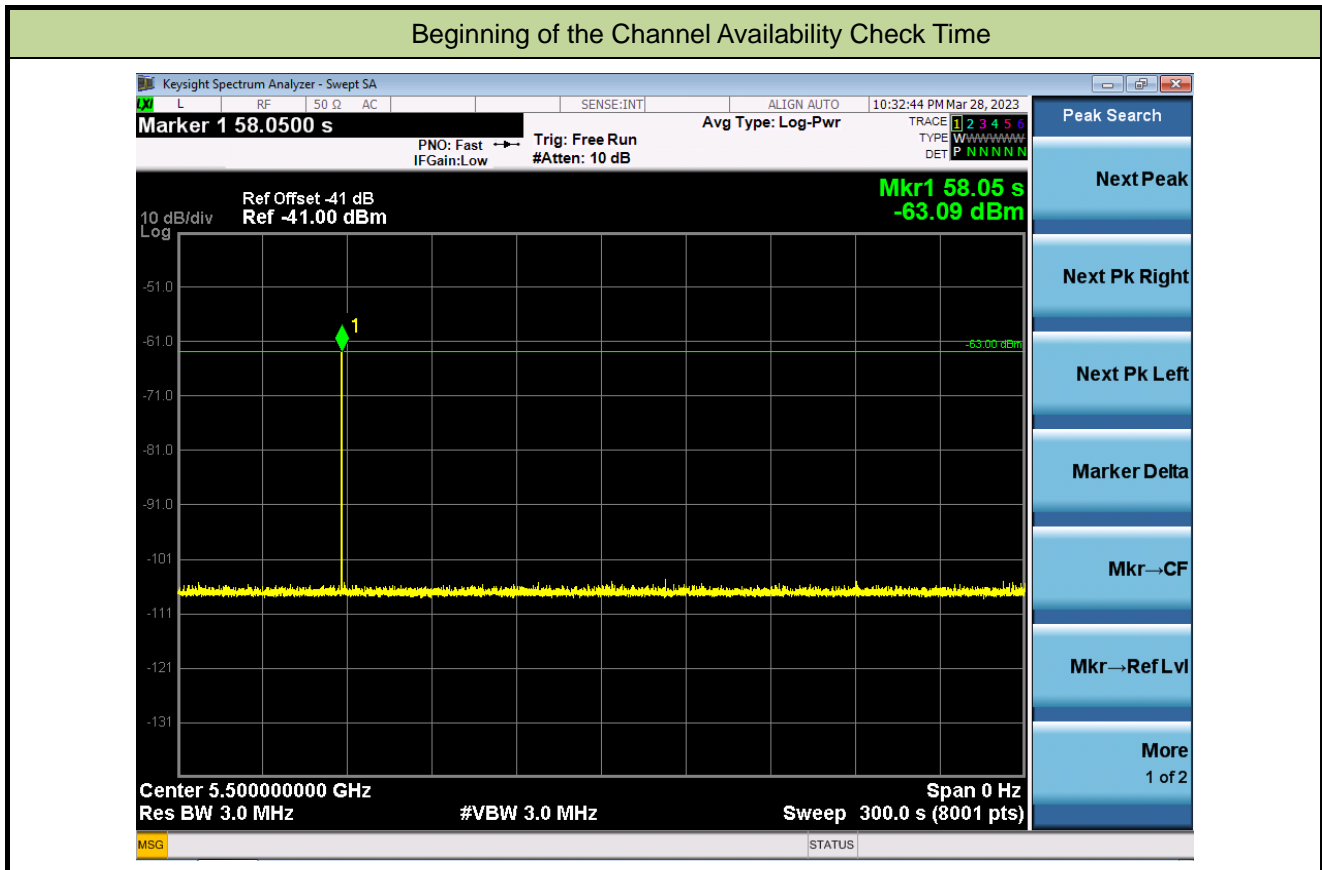 Beginning of the Channel Availability Check Time
Keysight Spectrum Analyzer - Swept SA
LXI L RF 50 Ω AC SENSE:INT ALIGN AUTO 10:32:44 PM Mar 28, 2023
Marker 1 58.0500 s
PNO: Fast
IFGain:Low
Trig: Free Run
#Atten: 10 dB
Avg Type: Log-Pwr
TRACE 1 2 3 4 5 6
TYPE WWWWWW
DET P N N N N N
Ref Offset -41 dB
10 dB/div Ref -41.00 dBm
Log
Mkr1 58.05 s
-63.09 dBm
-51.0
1
-61.0
-63.00 dBm
-71.0
-81.0
-91.0
-101
-111
-121
-131
Center 5.500000000 GHz Span 0 Hz
Res BW 3.0 MHz #VBW 3.0 MHz Sweep 300.0 s (8001 pts)
MSG STATUS
Peak Search
Next Peak
Next Pk Right
Next Pk Left
Marker Delta
Mkr→CF
Mkr→Ref Lvl
More
1 of 2